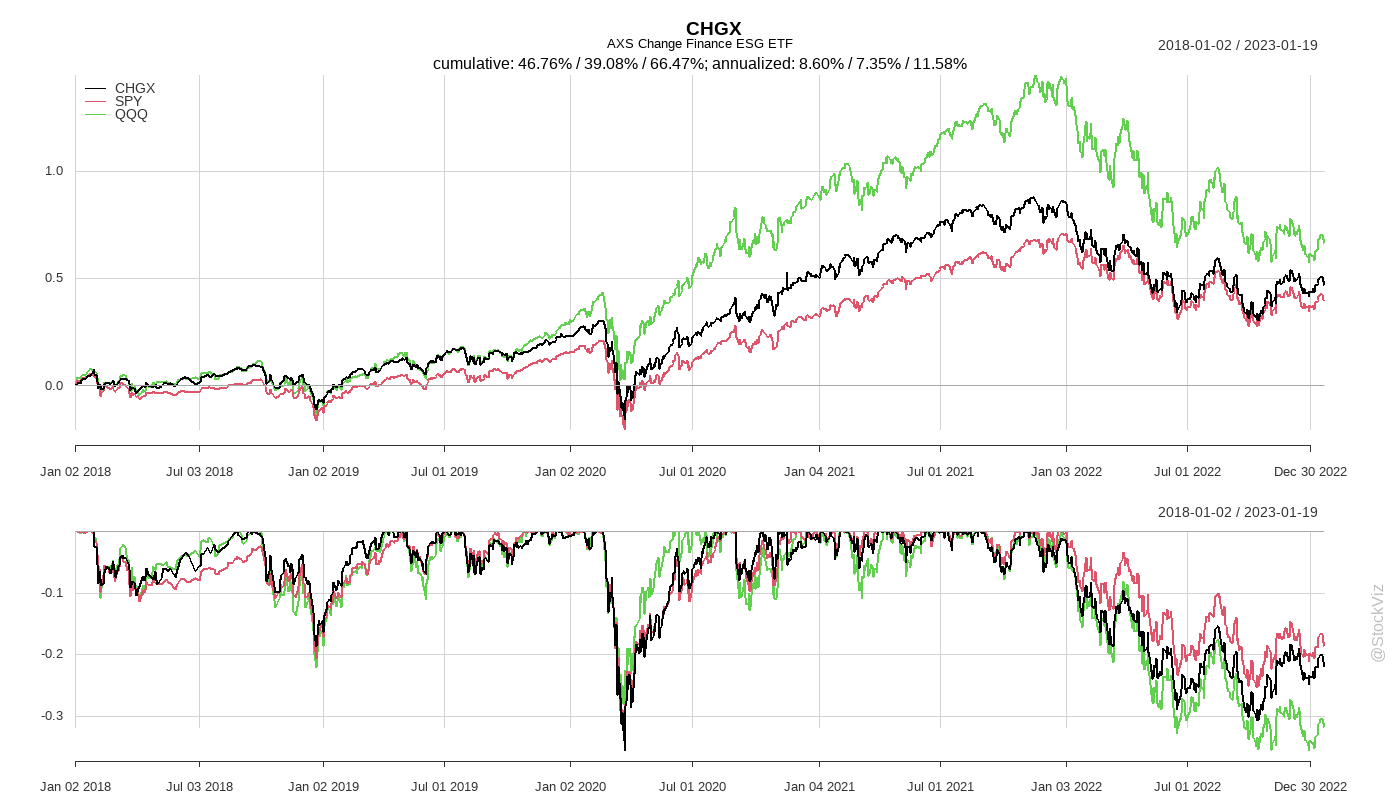 CHGX
AXS Change Finance ESG ETF
2018-01-02 / 2023-01-19
cumulative: 46.76% / 39.08% / 66.47%; annualized: 8.60% / 7.35% / 11.58%
CHGX
SPY
QQQ
1.0
0.5
0.0
Jan 02 2018 Jul 03 2018 Jan 02 2019 Jul 01 2019 Jan 02 2020 Jul 01 2020 Jan 04 2021 Jul 01 2021 Jan 03 2022 Jul 01 2022 Dec 30 2022
2018-01-02 / 2023-01-19
-0.1
-0.2
-0.3
Jan 02 2018 Jul 03 2018 Jan 02 2019 Jul 01 2019 Jan 02 2020 Jul 01 2020 Jan 04 2021 Jul 01 2021 Jan 03 2022 Jul 01 2022 Dec 30 2022
@StockViz